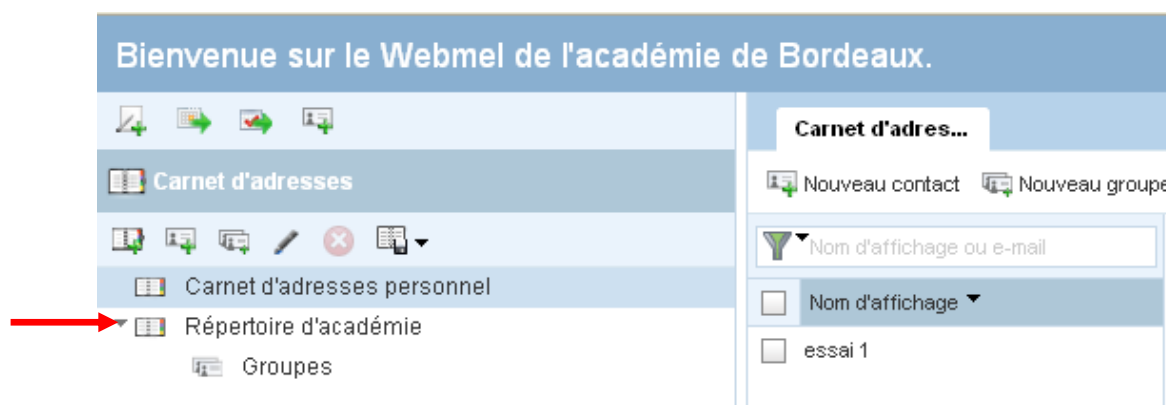 Bienvenue sur le Webmel de l'académie de Bordeaux.
Carnet d'adresses
Carnet d'adresses personnel
Répertoire d'académie
Groupes
Carnet d'adres...
Nouveau contact Nouveau groupe
Nom d'affichage ou e-mail
Nom d'affichage
essai 1